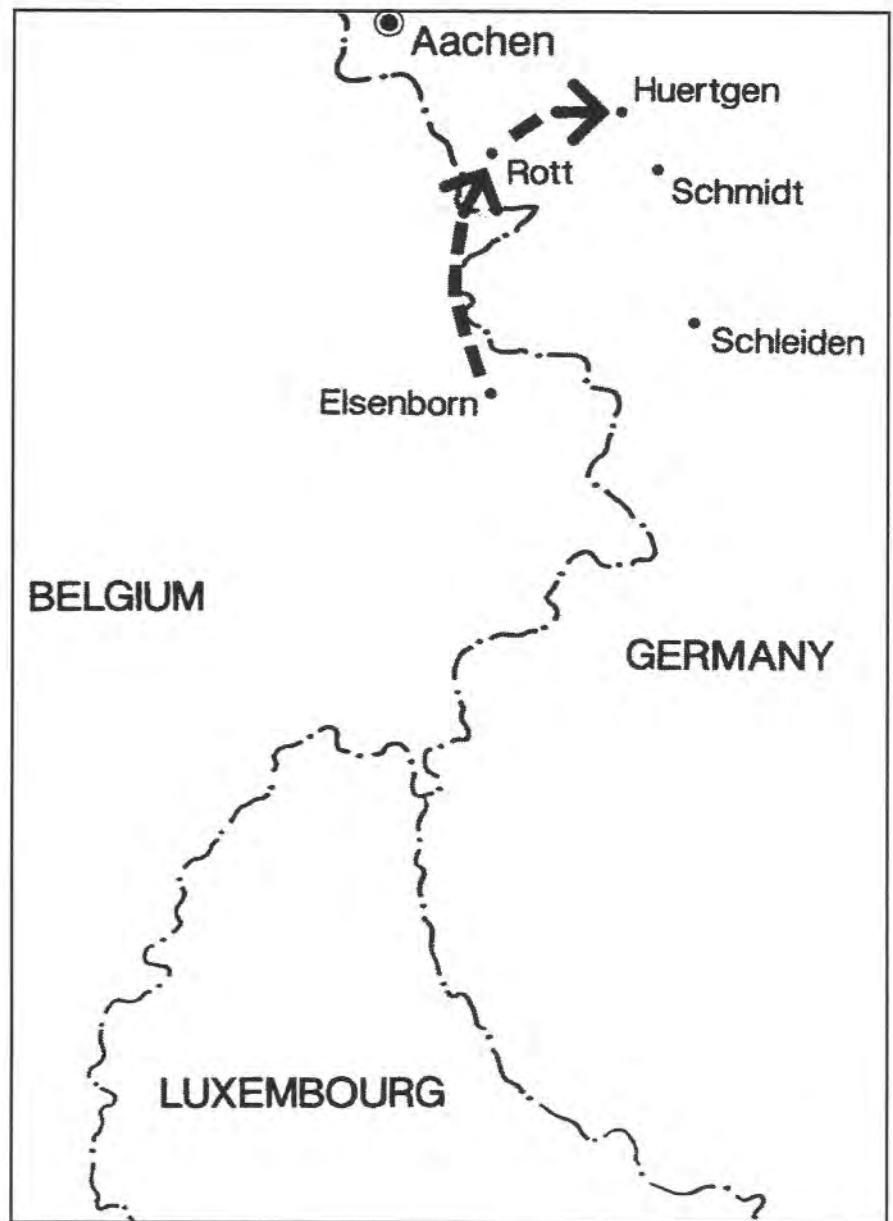 Aachen
Huertgen
Rott
Schmidt
Schleiden
Elsenborn
BELGIUM
GERMANY
LUXEMBOURG